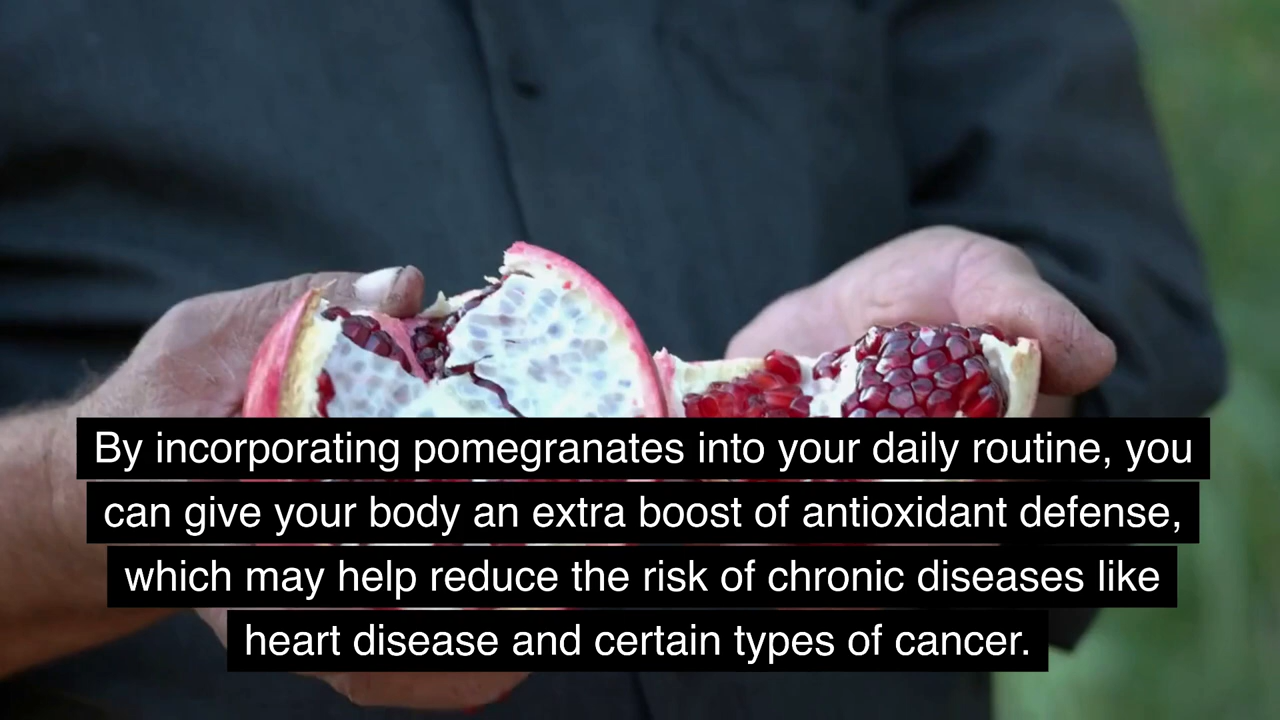 By incorporating pomegranates into your daily routine, you
can give your body an extra boost of antioxidant defense,
which may help reduce the risk of chronic diseases like
heart disease and certain types of cancer.